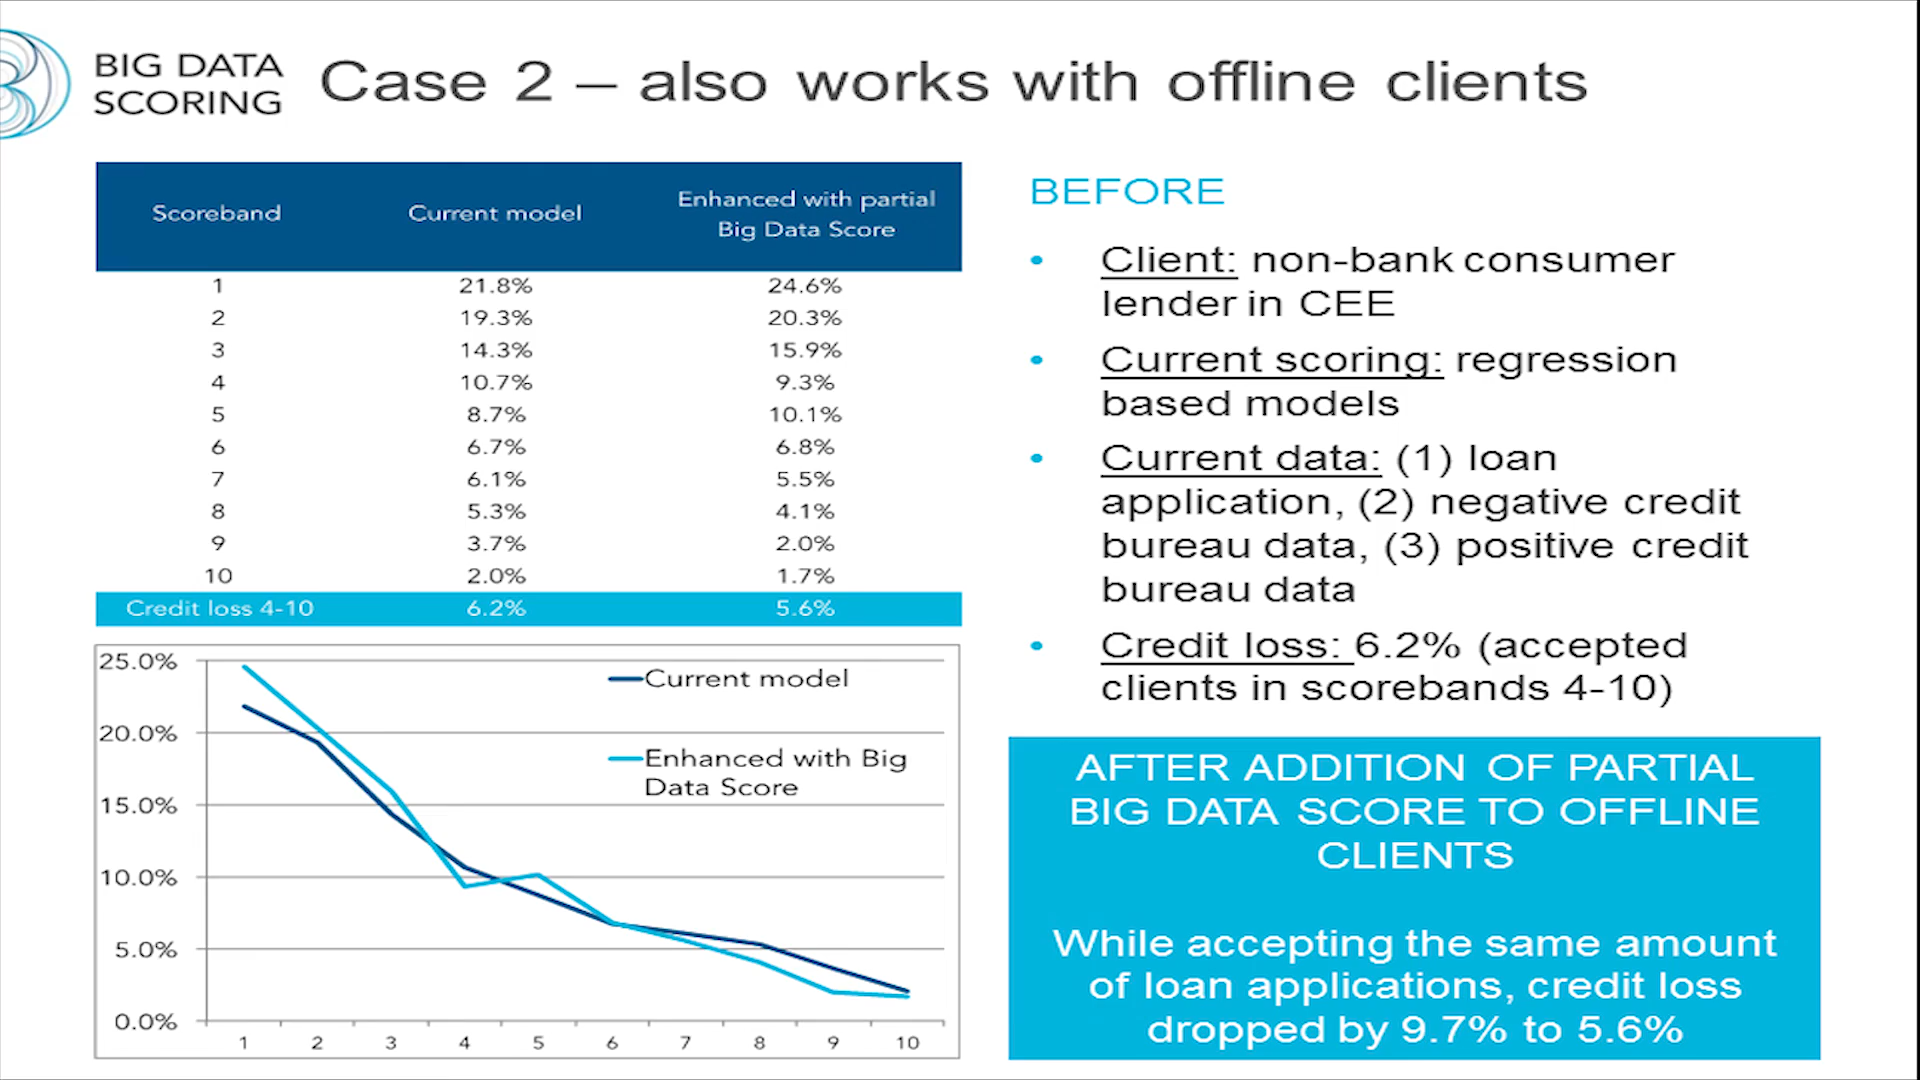 BIG DATA
SCORING
Case 2 – also works with offline clients
Scoreband Current model Enhanced with partial Big Data Score
1 21.8% 24.6%
2 19.3% 20.3%
3 14.3% 15.9%
4 10.7% 9.3%
5 8.7% 10.1%
6 6.7% 6.8%
7 6.1% 5.5%
8 5.3% 4.1%
9 3.7% 2.0%
10 2.0% 1.7%
Credit loss 4-10 6.2% 5.6%
25.0%
20.0%
15.0%
10.0%
5.0%
0.0%
Current model
Enhanced with Big
Data Score
1 2 3 4 5 6 7 8 9 10
BEFORE
• Client: non-bank consumer
lender in CEE
• Current scoring: regression
based models
• Current data: (1) loan
application, (2) negative credit
bureau data, (3) positive credit
bureau data
• Credit loss: 6.2% (accepted
clients in scorebands 4-10)
AFTER ADDITION OF PARTIAL
BIG DATA SCORE TO OFFLINE
CLIENTS
While accepting the same amount
of loan applications, credit loss
dropped by 9.7% to 5.6%